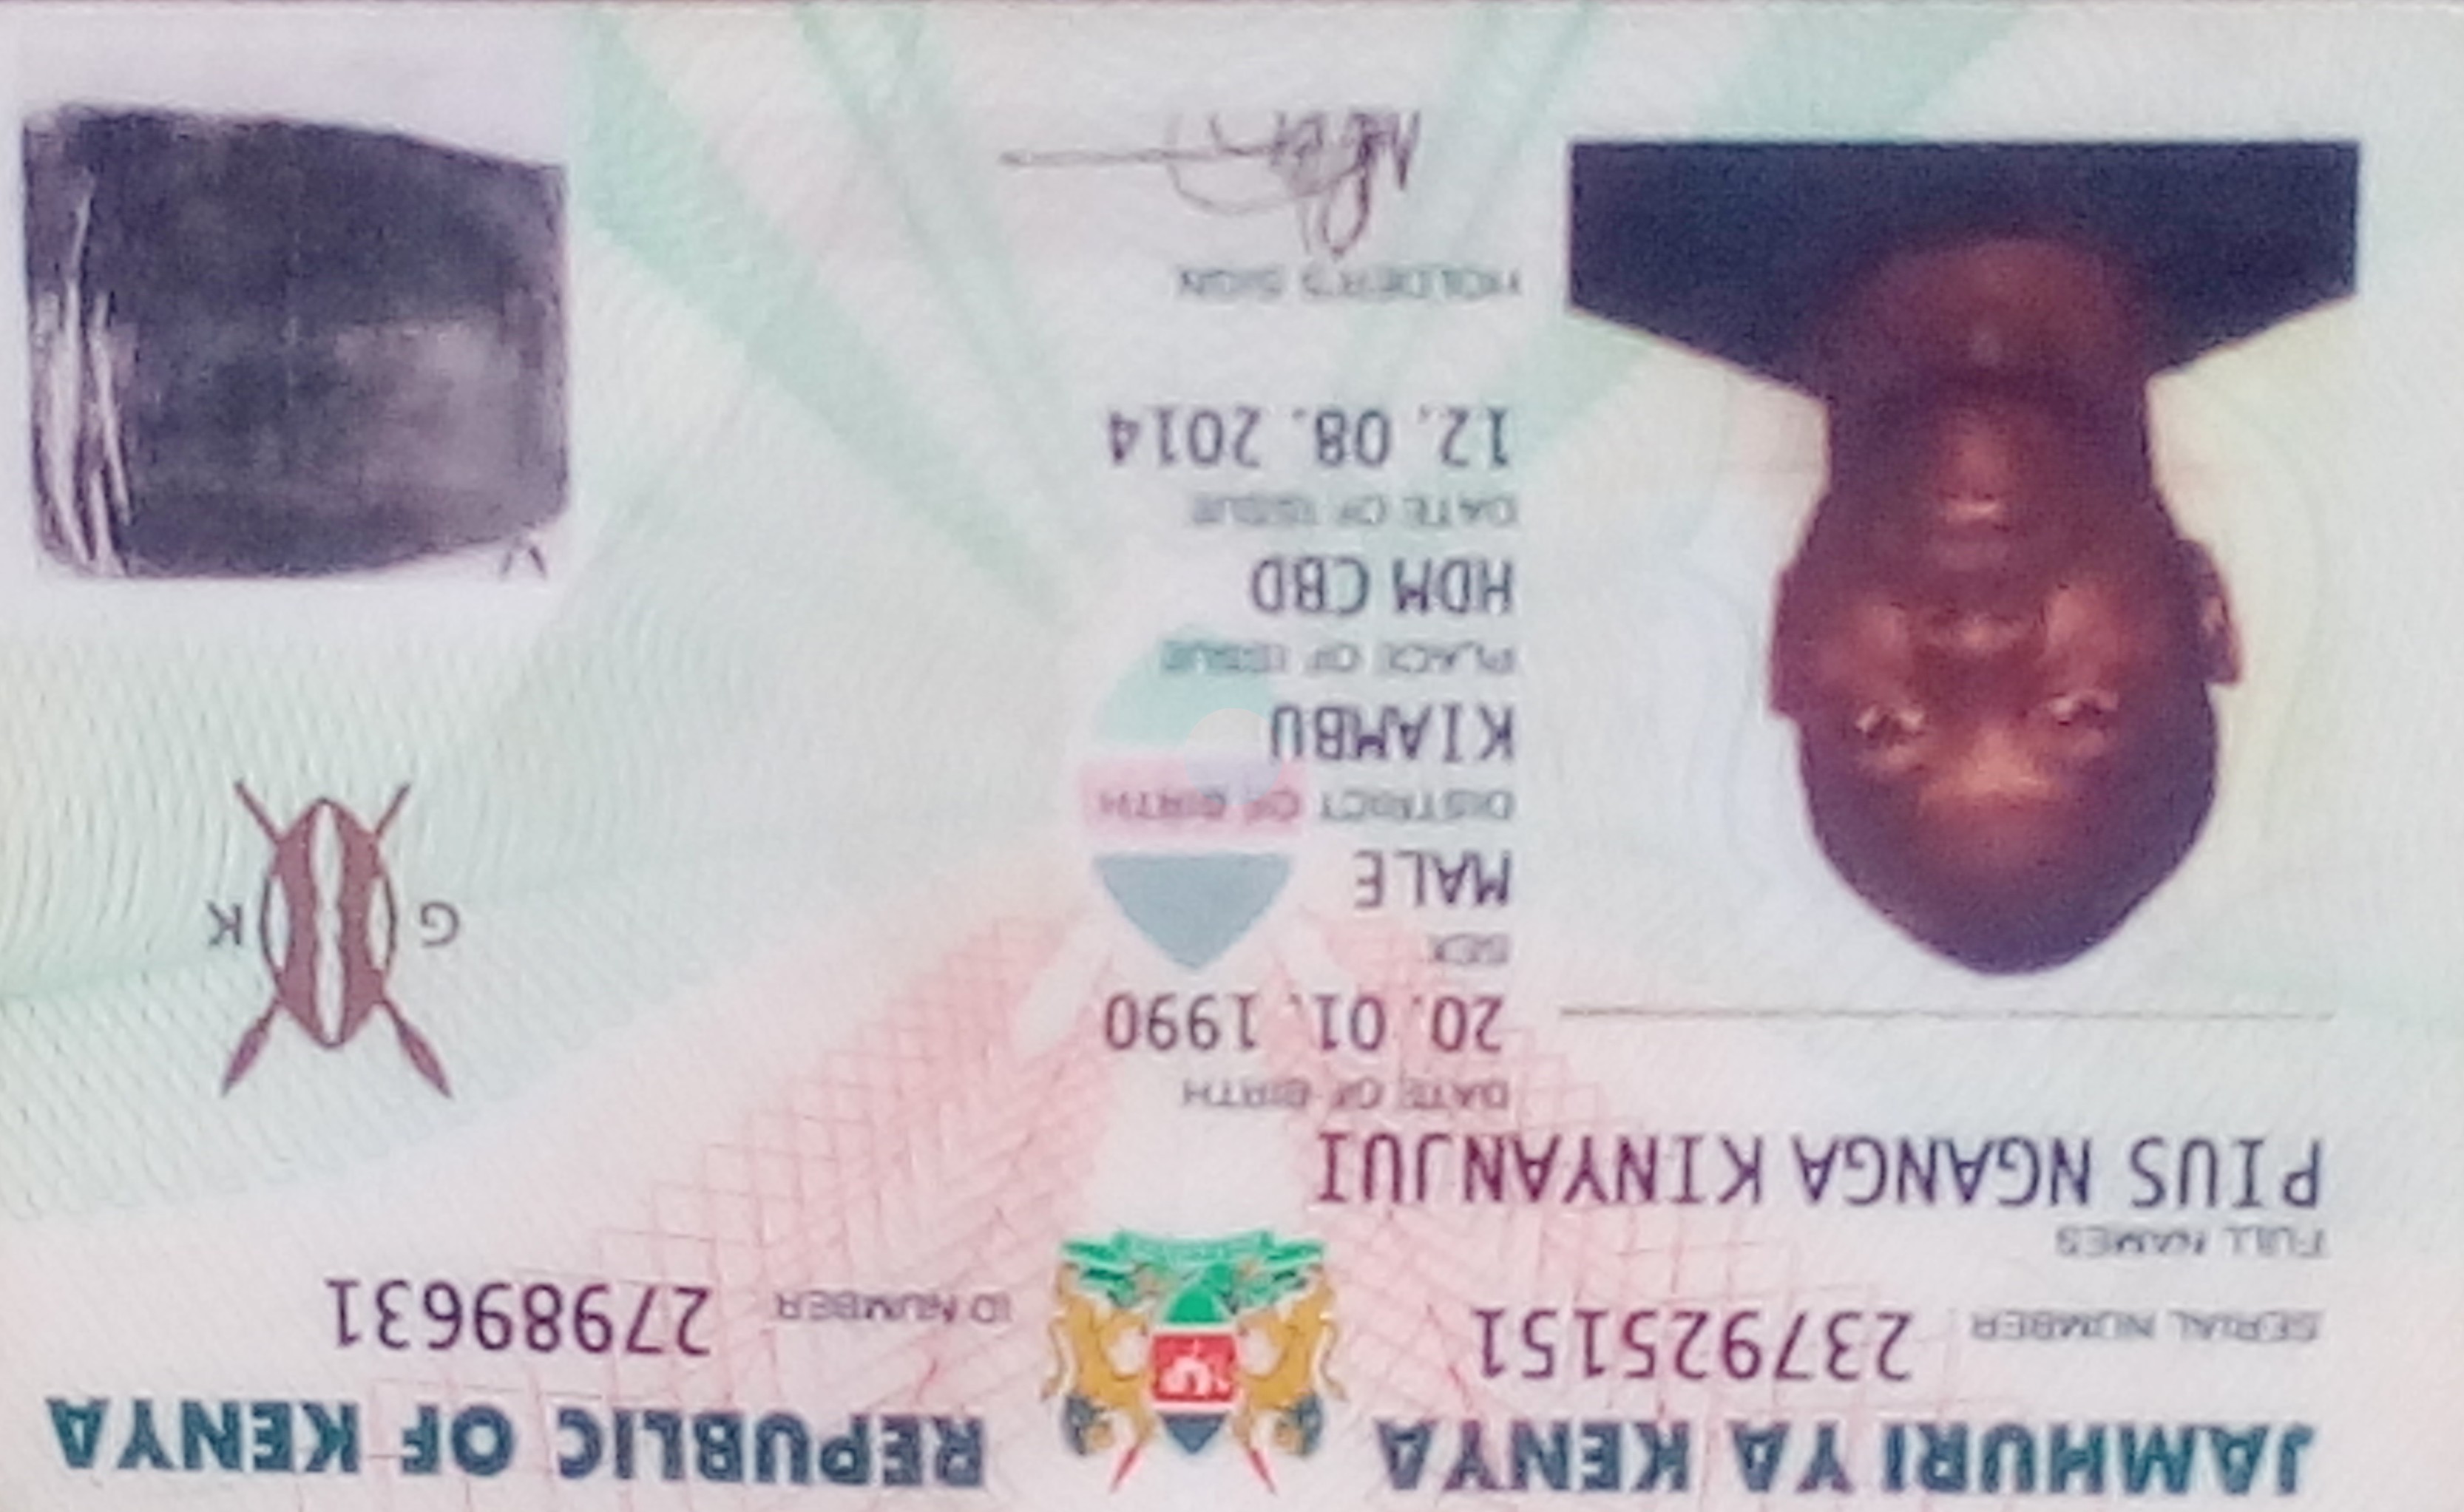 JAMHURI YA KENYA REPUBLIC OF KENYA
SERIAL NUMBER 237925151 ID NUMBER 27989631
FULL NAMES
PIUS NGANGA KINYANJUI
DATE OF BIRTH
20. 01. 1990
SEX
MALE
DISTRICT OF BIRTH
KIAMBU
PLACE OF ISSUE
HDM CBD
DATE OF ISSUE
12. 08. 2014
HOLDER'S SIGN
G K